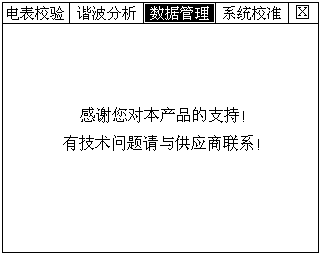 电表校验 谐波分析 数据管理 系统校准
感谢您对本产品的支持!
有技术问题请与供应商联系!